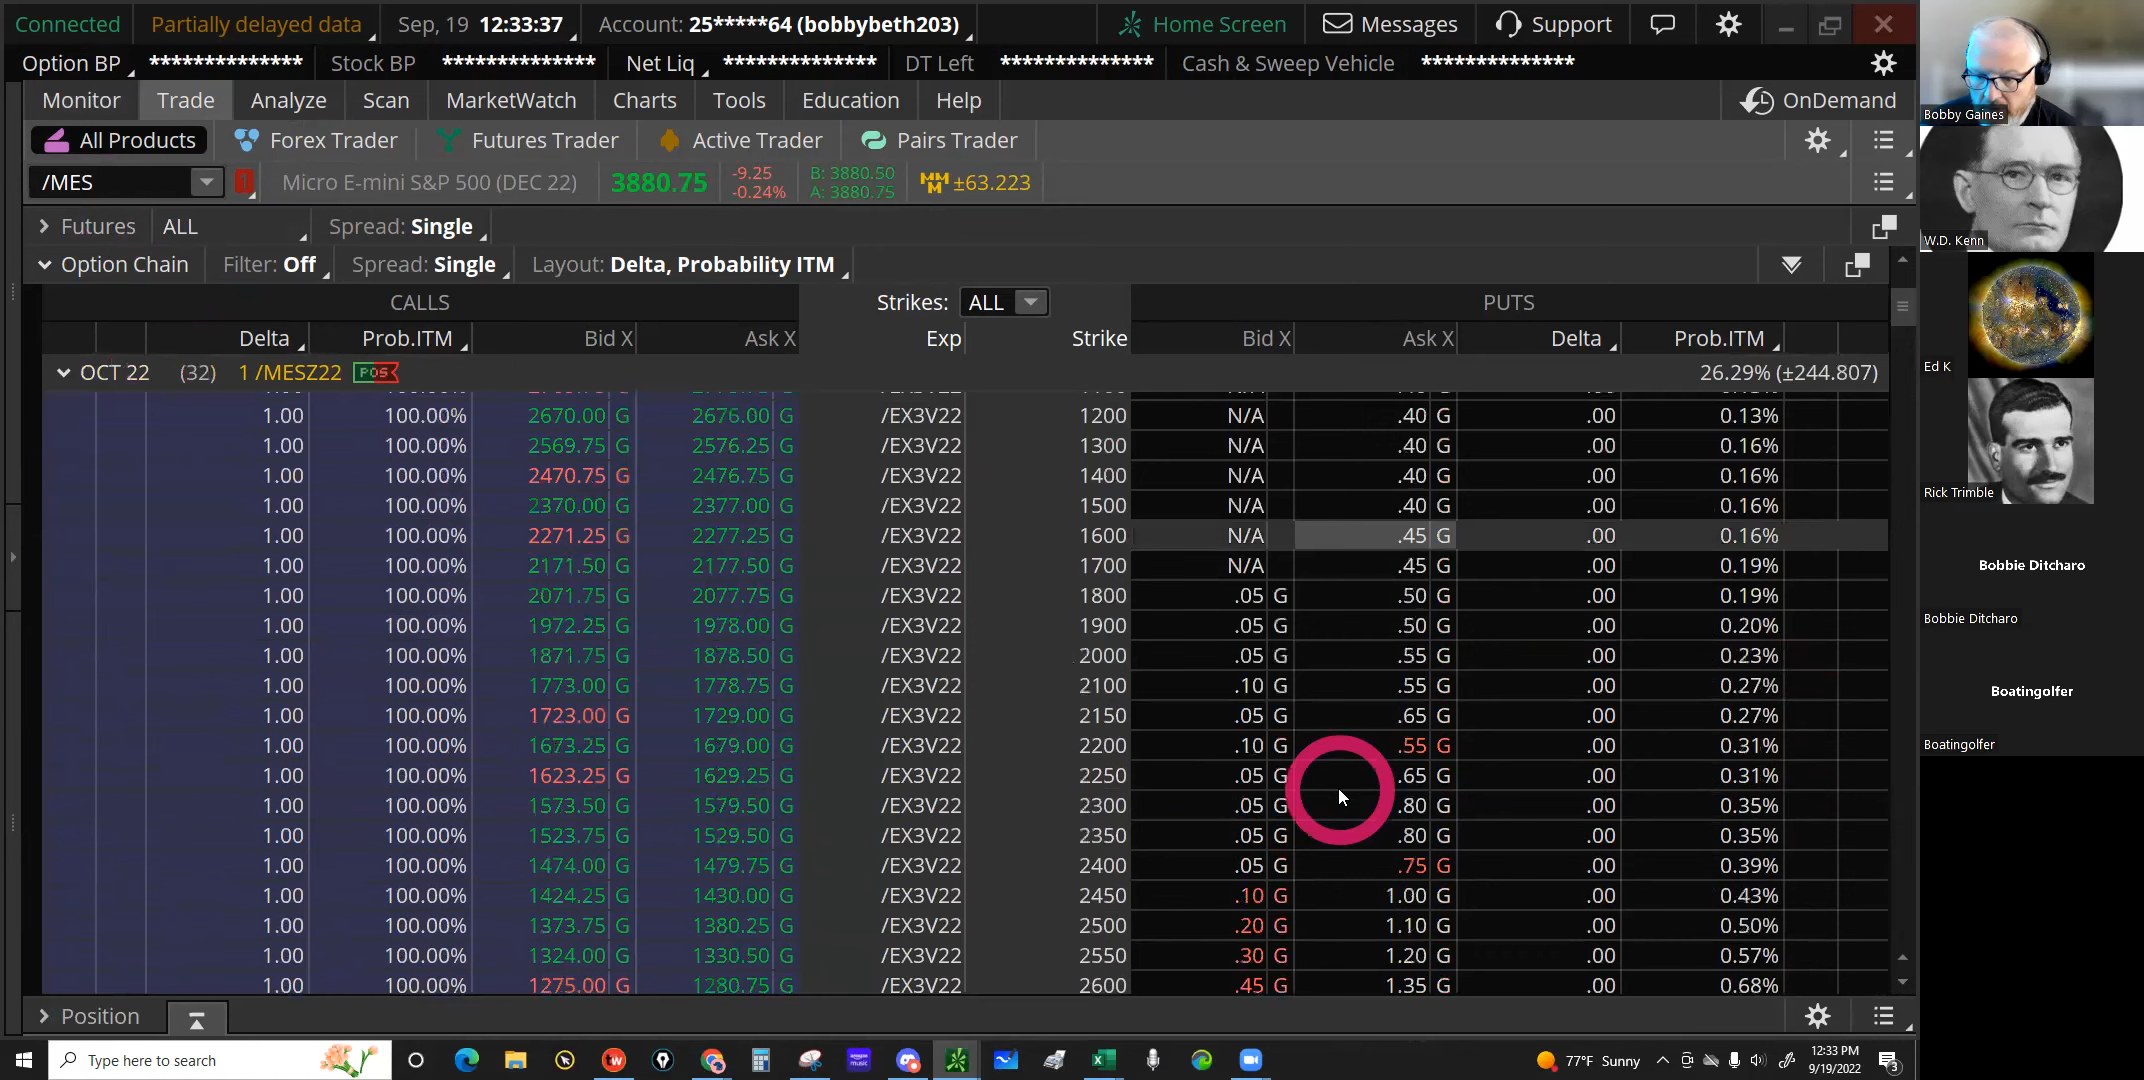 Connected Partially delayed data Sep, 19 12:33:37 Account: 25*****64 (bobbybeth203) Home Screen Messages Support
Option BP ************** Stock BP ************** Net Liq ************** DT Left ************** Cash & Sweep Vehicle **************
Monitor Trade Analyze Scan MarketWatch Charts Tools Education Help OnDemand
All Products Forex Trader Futures Trader Active Trader Pairs Trader
/MES 1 Micro E-mini S&P 500 (DEC 22) 3880.75 -9.25 -0.24% B: 3880.50 A: 3880.75 ±63.223
Futures ALL Spread: Single
Option Chain Filter: Off Spread: Single Layout: Delta, Probability ITM
CALLS Strikes: ALL PUTS
Delta Prob.ITM Bid X Ask X Exp Strike Bid X Ask X Delta Prob.ITM
OCT 22 (32) 1 /MESZ22 POS 26.29% (±244.807)
1.00 100.00% 2670.00 G 2676.00 G /EX3V22 1200 N/A .40 G .00 0.13%
1.00 100.00% 2569.75 G 2576.25 G /EX3V22 1300 N/A .40 G .00 0.16%
1.00 100.00% 2470.75 G 2476.75 G /EX3V22 1400 N/A .40 G .00 0.16%
1.00 100.00% 2370.00 G 2377.00 G /EX3V22 1500 N/A .40 G .00 0.16%
1.00 100.00% 2271.25 G 2277.25 G /EX3V22 1600 N/A .45 G .00 0.16%
1.00 100.00% 2171.50 G 2177.50 G /EX3V22 1700 N/A .45 G .00 0.19%
1.00 100.00% 2071.75 G 2077.75 G /EX3V22 1800 .05 G .50 G .00 0.19%
1.00 100.00% 1972.25 G 1978.00 G /EX3V22 1900 .05 G .50 G .00 0.20%
1.00 100.00% 1871.75 G 1878.50 G /EX3V22 2000 .05 G .55 G .00 0.23%
1.00 100.00% 1773.00 G 1778.75 G /EX3V22 2100 .10 G .55 G .00 0.27%
1.00 100.00% 1723.00 G 1729.00 G /EX3V22 2150 .05 G .65 G .00 0.27%
1.00 100.00% 1673.25 G 1679.00 G /EX3V22 2200 .10 G .55 G .00 0.31%
1.00 100.00% 1623.25 G 1629.25 G /EX3V22 2250 .05 G .65 G .00 0.31%
1.00 100.00% 1573.50 G 1579.50 G /EX3V22 2300 .05 G .80 G .00 0.35%
1.00 100.00% 1523.75 G 1529.50 G /EX3V22 2350 .05 G .80 G .00 0.35%
1.00 100.00% 1474.00 G 1479.75 G /EX3V22 2400 .05 G .75 G .00 0.39%
1.00 100.00% 1424.25 G 1430.00 G /EX3V22 2450 .10 G 1.00 G .00 0.43%
1.00 100.00% 1373.75 G 1380.25 G /EX3V22 2500 .20 G 1.10 G .00 0.50%
1.00 100.00% 1324.00 G 1330.50 G /EX3V22 2550 .30 G 1.20 G .00 0.57%
1.00 100.00% 1275.00 G 1280.75 G /EX3V22 2600 .45 G 1.35 G .00 0.68%
Position
Type here to search 77°F Sunny 12:33 PM
9/19/2022 3
Bobby Gaines
W.D. Kenn
Ed K
Rick Trimble
Bobbie Ditcharo
Bobbie Ditcharo
Boatingolfer
Boatingolfer